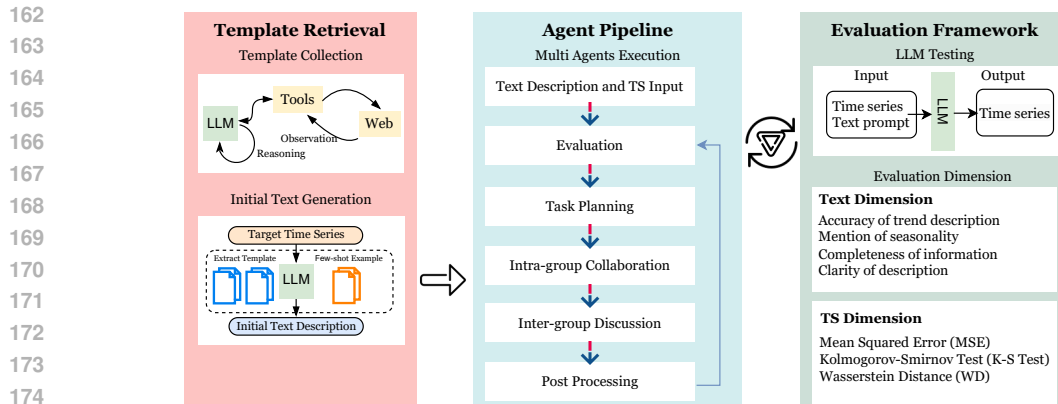 162
163
164
165
166
167
168
169
170
171
172
173
174
Template Retrieval
Template Collection
Tools
LLM
Web
Observation
Reasoning
Initial Text Generation
Target Time Series
Extract Template
Few-shot Example
LLM
Initial Text Description
Agent Pipeline
Multi Agents Execution
Text Description and TS Input
Evaluation
Task Planning
Intra-group Collaboration
Inter-group Discussion
Post Processing
Evaluation Framework
LLM Testing
Input
Output
Time series
Text prompt
LLM
Time series
Evaluation Dimension
Text Dimension
Accuracy of trend description
Mention of seasonality
Completeness of information
Clarity of description
TS Dimension
Mean Squared Error (MSE)
Kolmogorov-Smirnov Test (K-S Test)
Wasserstein Distance (WD)